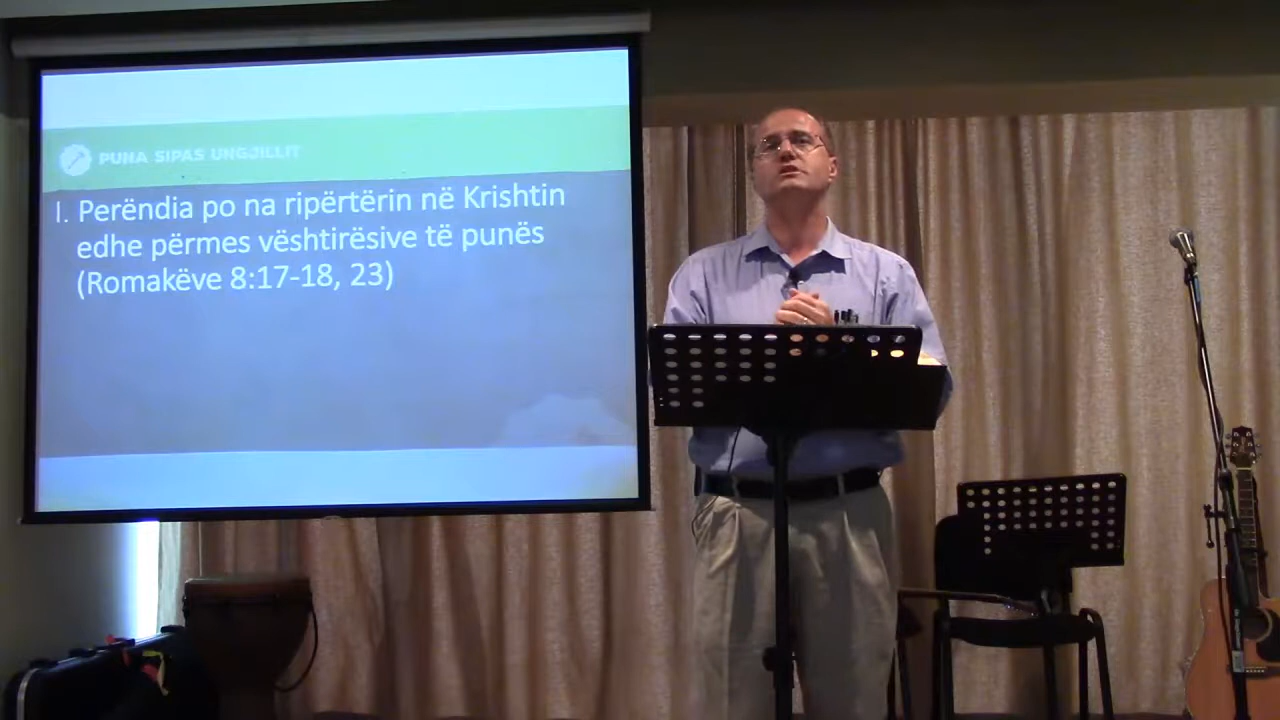 PUNA SIPAS UNGJILLIT
I. Perëndia po na ripërtërin në Krishtin
edhe përmes vështirësive të punës
(Romakëve 8:17-18, 23)